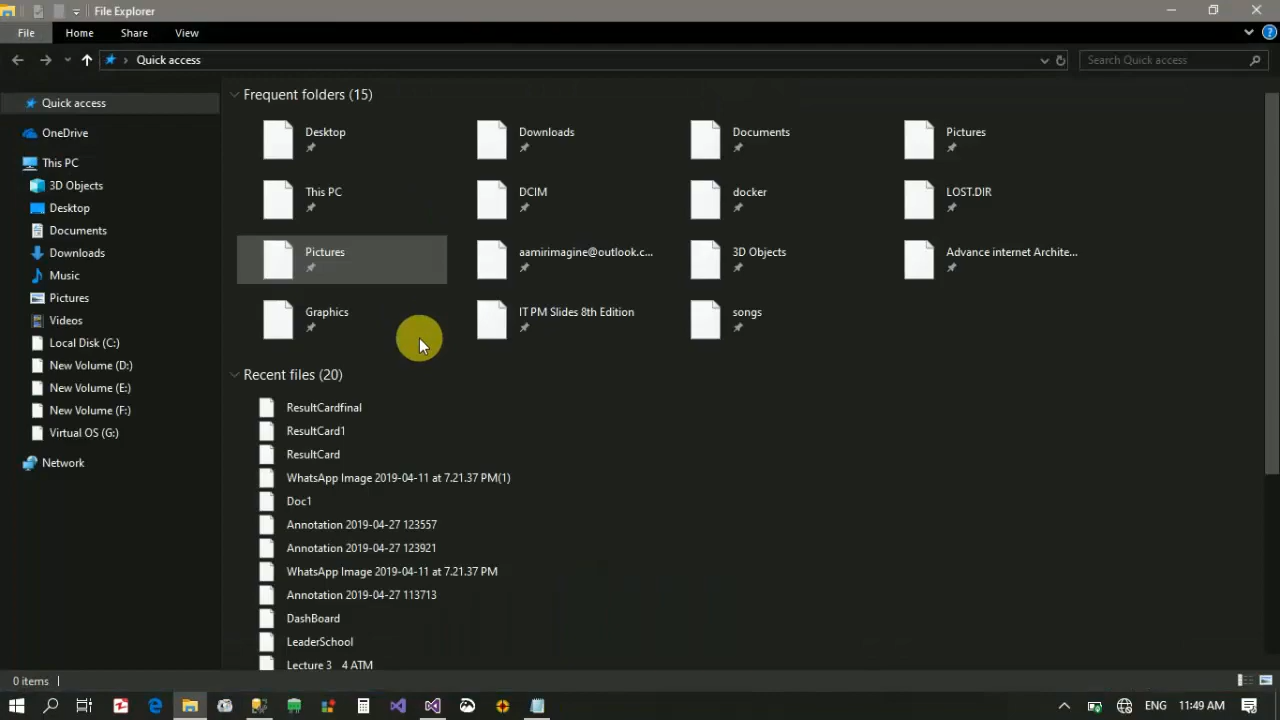 File Explorer
File Home Share View
Quick access
Search Quick access
Quick access
OneDrive
This PC
3D Objects
Desktop
Documents
Downloads
Music
Pictures
Videos
Local Disk (C:)
New Volume (D:)
New Volume (E:)
New Volume (F:)
Virtual OS (G:)
Network
Frequent folders (15)
Desktop Downloads Documents Pictures
This PC DCIM docker LOST.DIR
Pictures aamirimagine@outlook.c... 3D Objects Advance internet Archite...
Graphics IT PM Slides 8th Edition songs
Recent files (20)
ResultCardfinal
ResultCard1
ResultCard
WhatsApp Image 2019-04-11 at 7.21.37 PM(1)
Doc1
Annotation 2019-04-27 123557
Annotation 2019-04-27 123921
WhatsApp Image 2019-04-11 at 7.21.37 PM
Annotation 2019-04-27 113713
DashBoard
LeaderSchool
Lecture 3_ 4 ATM
0 items
ENG 11:49 AM